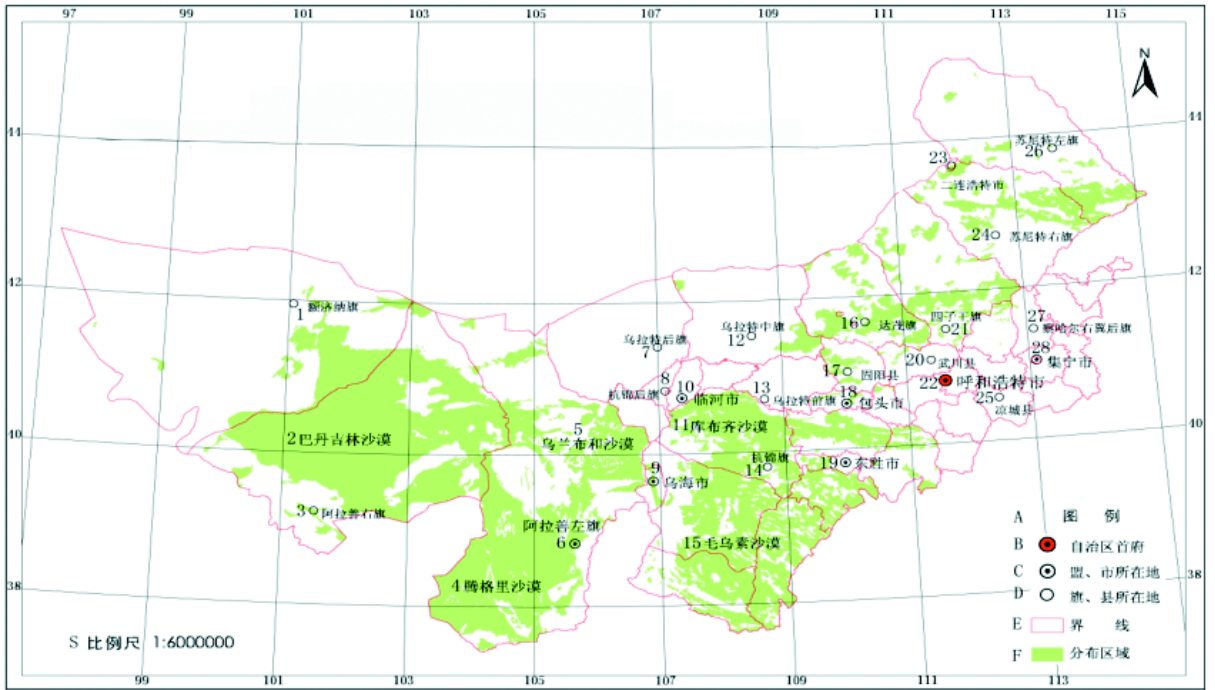 97 99 101 103 105 107 109 111 113 115
N
44 44
26 苏尼特左旗
23 二连浩特市
24 苏尼特右旗
42 42
1 额济纳旗
27 察哈尔右翼后旗
16 达茂旗
四子王旗
21
乌拉特中旗
12
乌拉特后旗
7
28
集宁市
20 武川县
17 固阳县
22 呼和浩特市
8
杭锦后旗
10
临河市
13
乌拉特前旗
18
包头市
25
凉城县
11库布齐沙漠
5
乌兰布和沙漠
2巴丹吉林沙漠
40 40
杭锦旗
14
19 东胜市
9
乌海市
3 阿拉善右旗
阿拉善左旗
6
15毛乌素沙漠
4腾格里沙漠
38 38
A 图 例
B 自治区首府
C 盟、市所在地
D 旗、县所在地
E 界 线
F 分布区域
S 比例尺 1:6000000
99 101 103 105 107 109 111 113